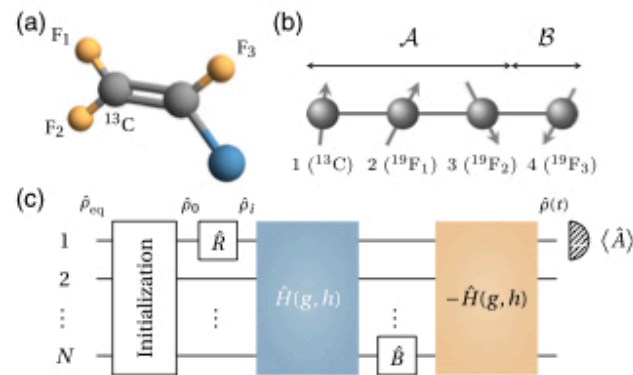 (a)
F₁
F₃
F₂
¹³C
(b)
𝒜 ℬ
1 (¹³C) 2 (¹⁹F₁) 3 (¹⁹F₂) 4 (¹⁹F₃)
(c)
ρ̂eq ρ̂₀ ρ̂ᵢ ρ̂(t)
1 R̂ ⟨Â⟩
2
Initialization
Ĥ(g, h) −Ĥ(g, h)
⋮ ⋮ ⋮
N B̂